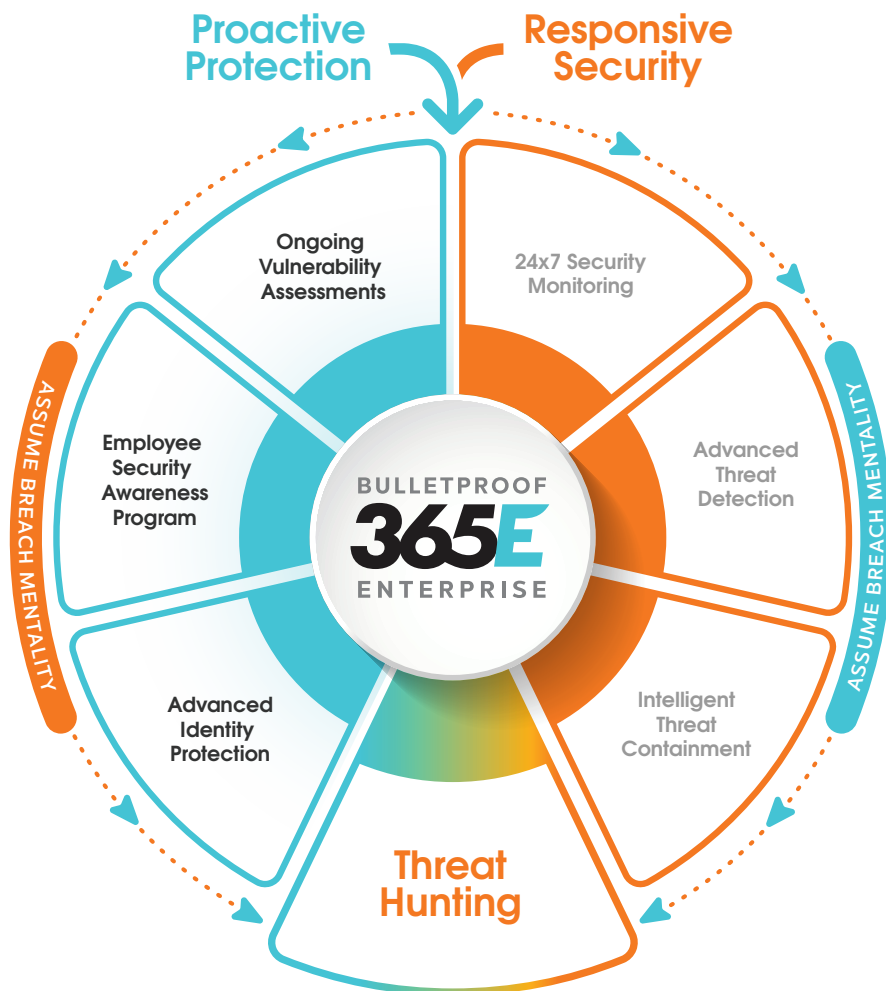 Proactive
Protection
Responsive
Security
Ongoing
Vulnerability
Assessments
24x7 Security
Monitoring
Employee
Security
Awareness
Program
Advanced
Threat
Detection
ASSUME BREACH MENTALITY
ASSUME BREACH MENTALITY
BULLETPROOF
365E
ENTERPRISE
Advanced
Identity
Protection
Intelligent
Threat
Containment
Threat
Hunting